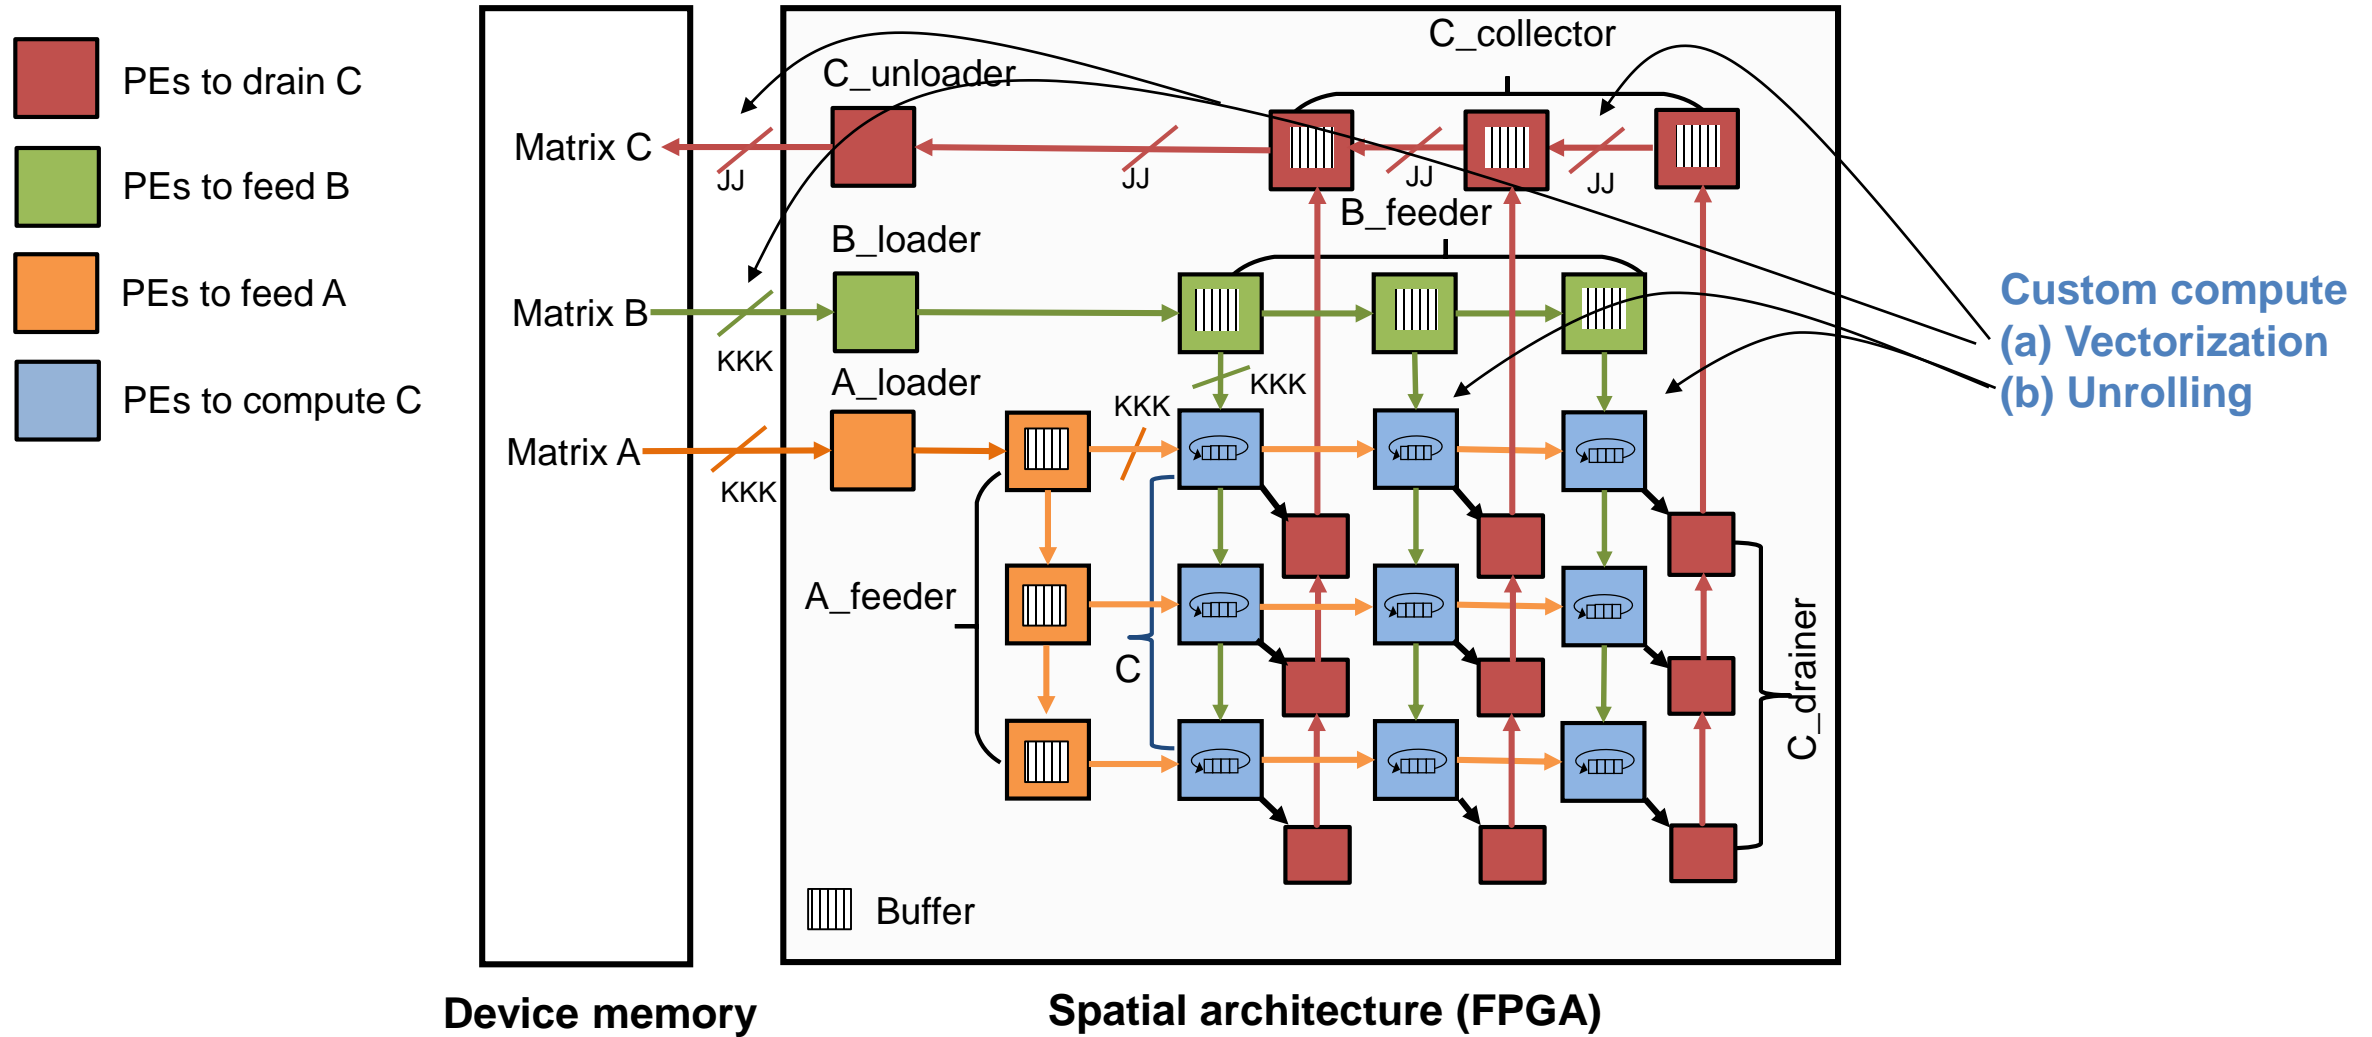 PEs to drain C
PEs to feed B
PEs to feed A
PEs to compute C
Matrix C
Matrix B
Matrix A
JJ
KKK
KKK
C_unloader
C_collector
JJ
JJ
JJ
B_loader
B_feeder
A_loader
KKK
KKK
A_feeder
C
C_drainer
Buffer
Custom compute
(a) Vectorization
(b) Unrolling
Device memory
Spatial architecture (FPGA)